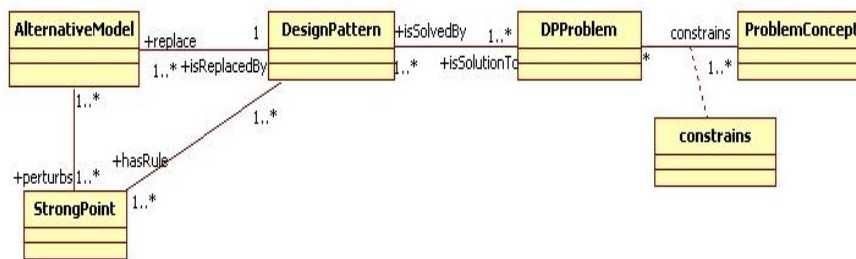 AlternativeModel
+replace
1
DesignPattern
+isSolvedBy
1..*
DPProblem
constrains
ProblemConcept
1..*
+isReplacedBy
1..*
+isSolutionTo
*
1..*
1..*
1..*
constrains
+hasRule
+perturbs
1..*
StrongPoint
1..*